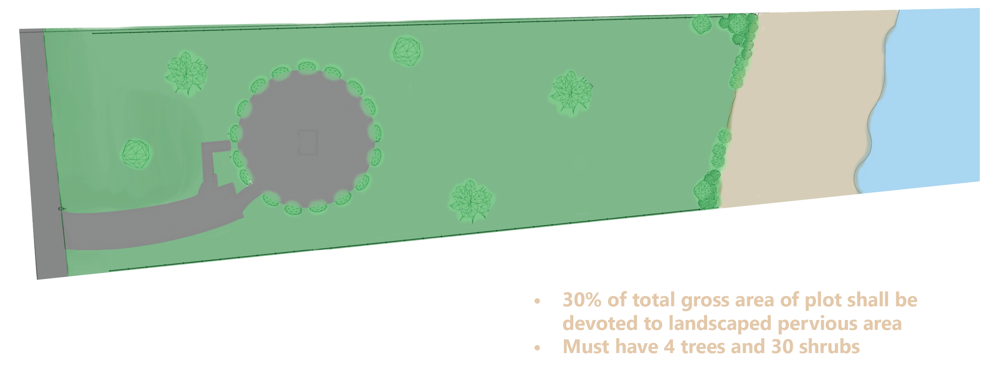 • 30% of total gross area of plot shall be
devoted to landscaped pervious area
• Must have 4 trees and 30 shrubs